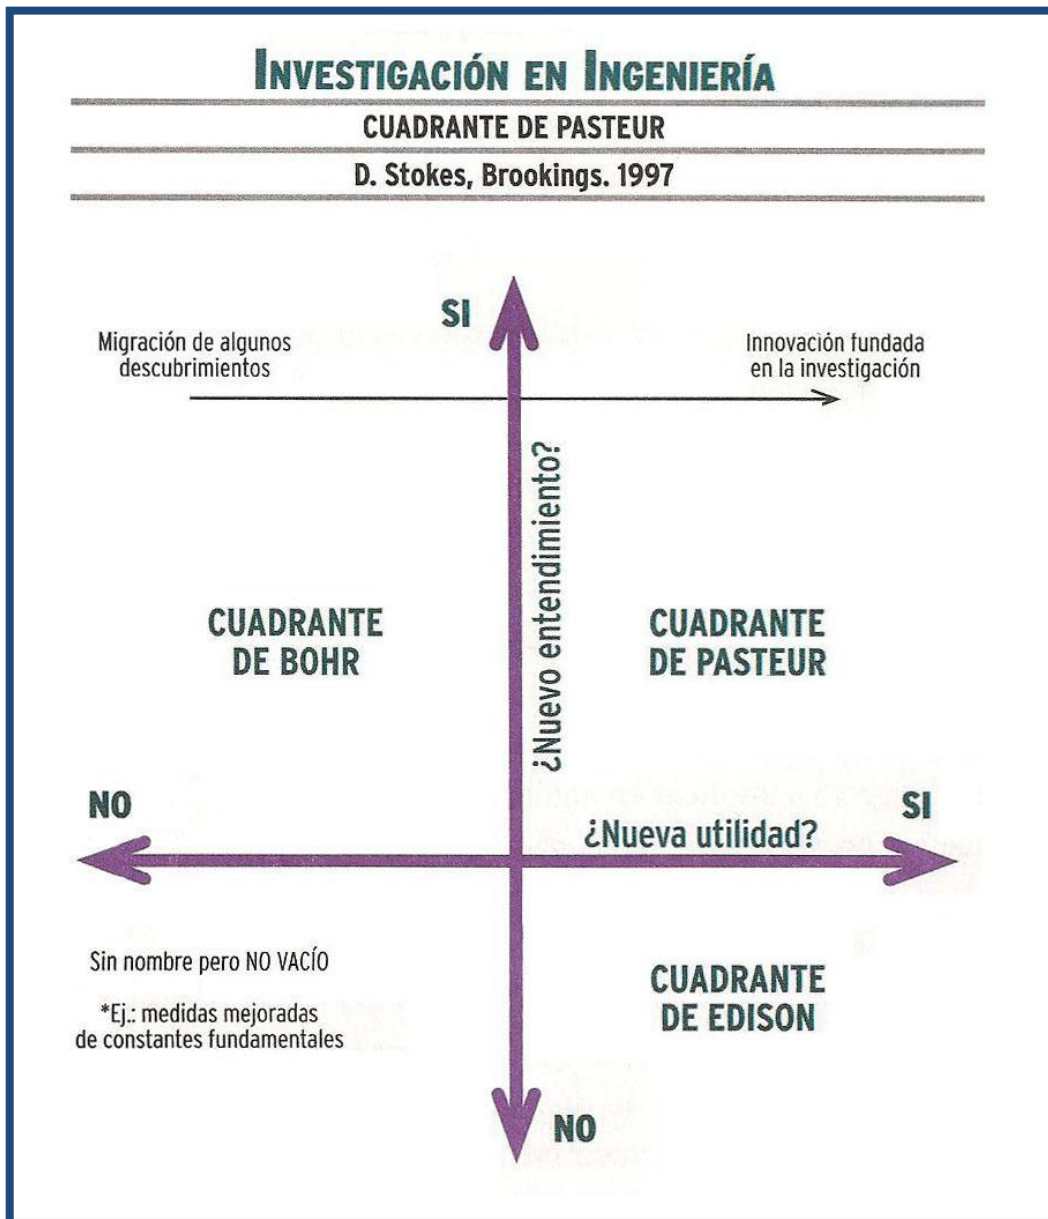 INVESTIGACIÓN EN INGENIERÍA
CUADRANTE DE PASTEUR
D. Stokes, Brookings. 1997
SI
Migración de algunos
descubrimientos
Innovación fundada
en la investigación
¿Nuevo entendimiento?
CUADRANTE
DE BOHR
CUADRANTE
DE PASTEUR
NO
SI
¿Nueva utilidad?
Sin nombre pero NO VACÍO
*Ej.: medidas mejoradas
de constantes fundamentales
CUADRANTE
DE EDISON
NO